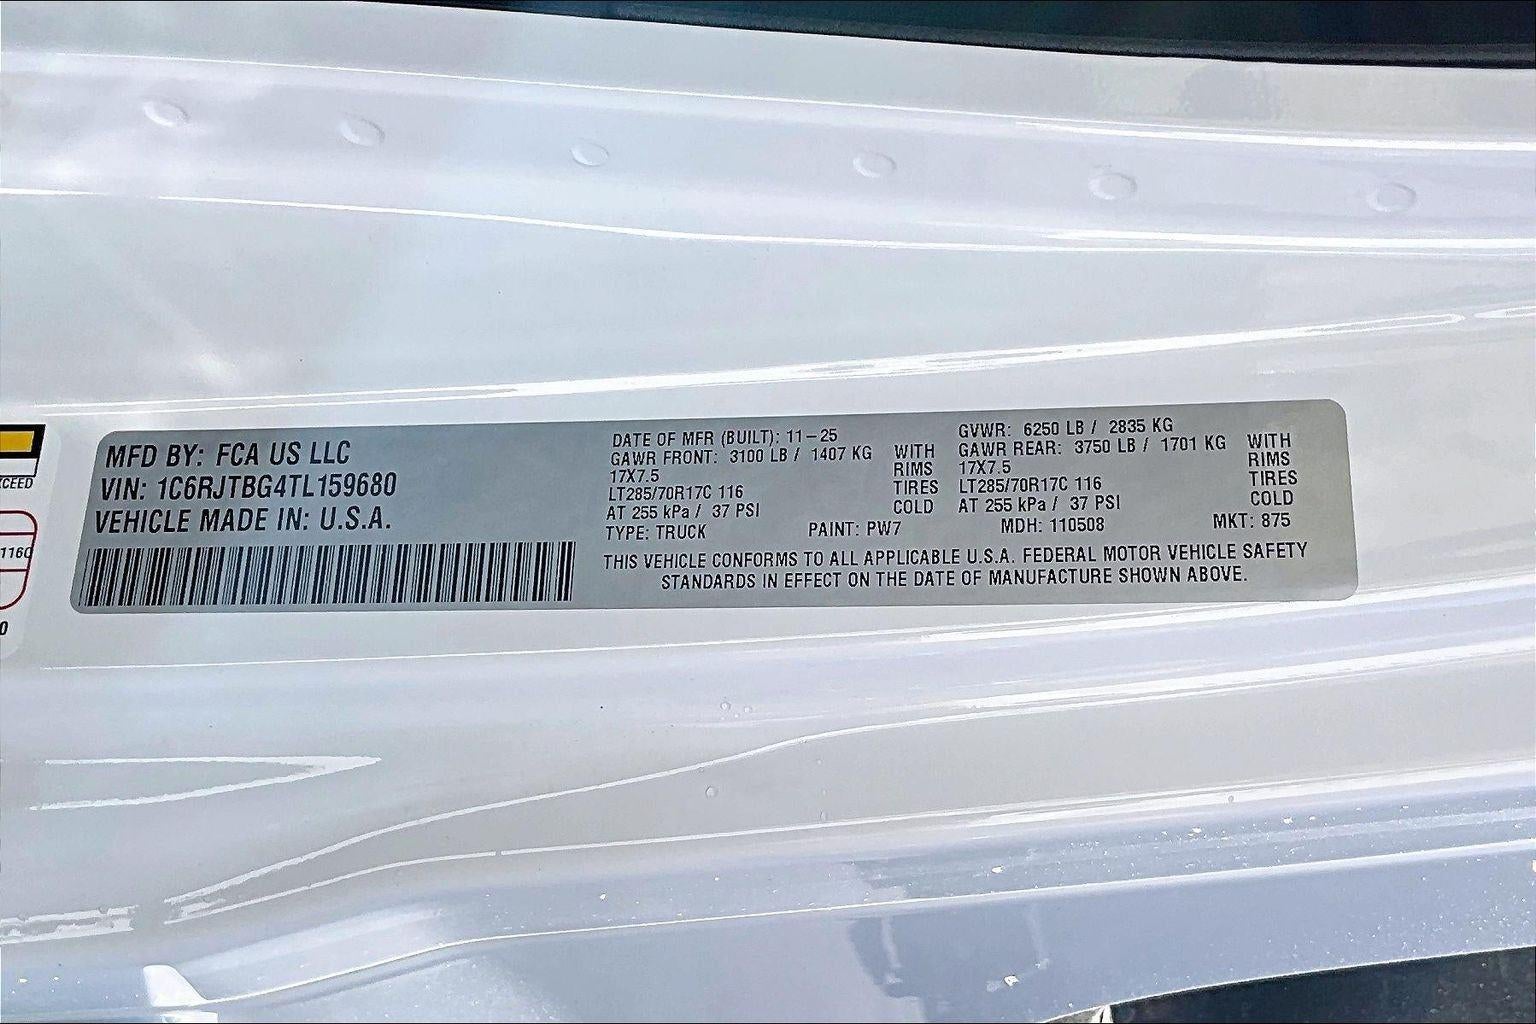 XCEED
1160
0
MFD BY: FCA US LLC
VIN: 1C6RJTBG4TL159680
VEHICLE MADE IN: U.S.A.
DATE OF MFR (BUILT): 11-25
GAWR FRONT: 3100 LB / 1407 KG WITH
17X7.5 RIMS
LT285/70R17C 116 TIRES
AT 255 kPa / 37 PSI COLD
GVWR: 6250 LB / 2835 KG
GAWR REAR: 3750 LB / 1701 KG WITH
17X7.5 RIMS
LT285/70R17C 116 TIRES
AT 255 kPa / 37 PSI COLD
TYPE: TRUCK PAINT: PW7 MDH: 110508 MKT: 875
THIS VEHICLE CONFORMS TO ALL APPLICABLE U.S.A. FEDERAL MOTOR VEHICLE SAFETY
STANDARDS IN EFFECT ON THE DATE OF MANUFACTURE SHOWN ABOVE.